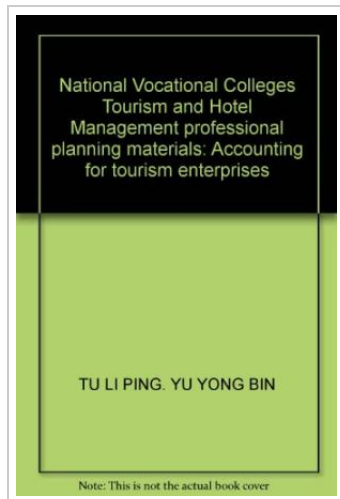 National Vocational Colleges
Tourism and Hotel
Management professional
planning materials: Accounting
for tourism enterprises
TU LI PING. YU YONG BIN
Note: This is not the actual book cover